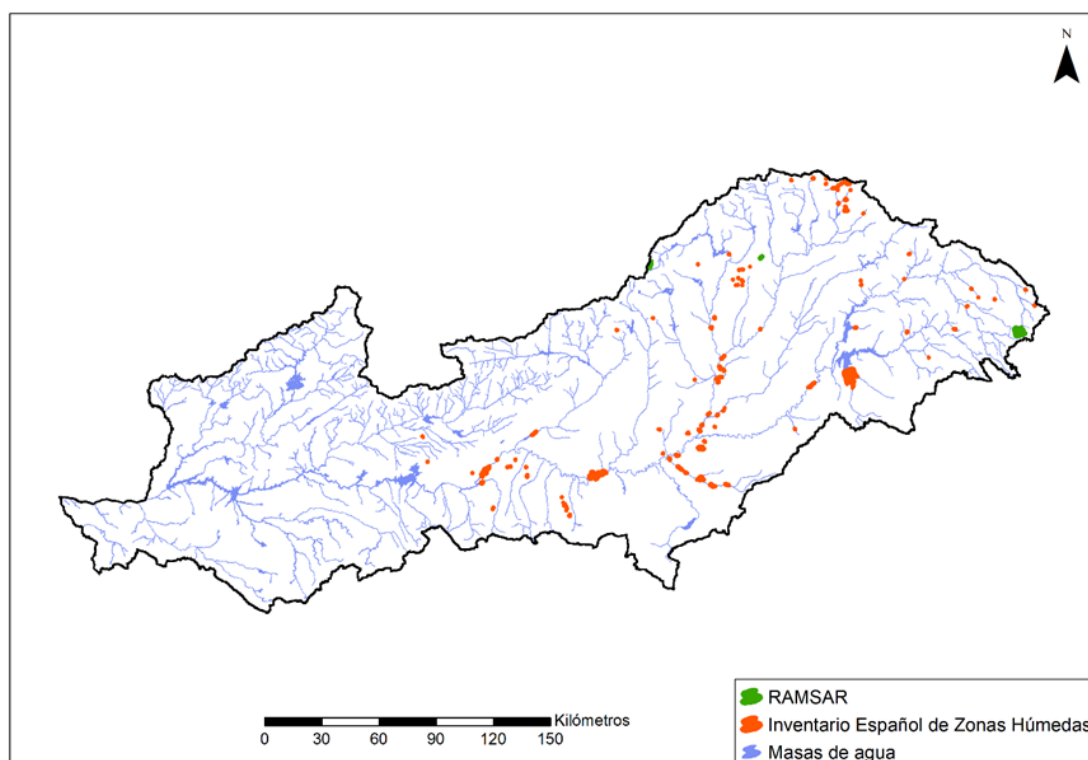 N
Kilómetros
0 30 60 90 120 150
RAMSAR
Inventario Español de Zonas Húmedas
Masas de agua